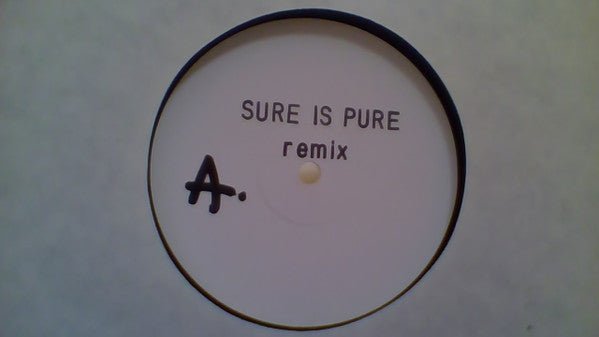 SURE IS PURE
remix
A.